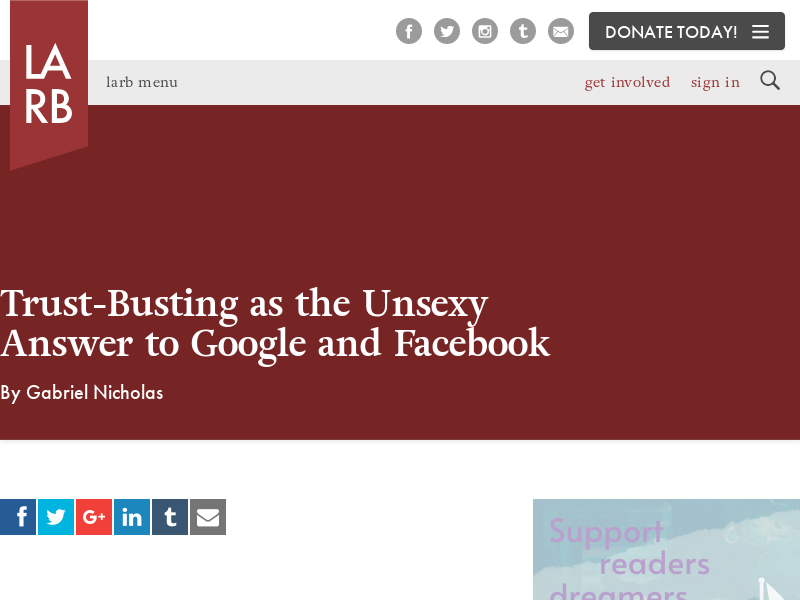 LA
RB
DONATE TODAY!
larb menu
get involved
sign in
Trust-Busting as the Unsexy
Answer to Google and Facebook
By Gabriel Nicholas
Support
readers
dreamers